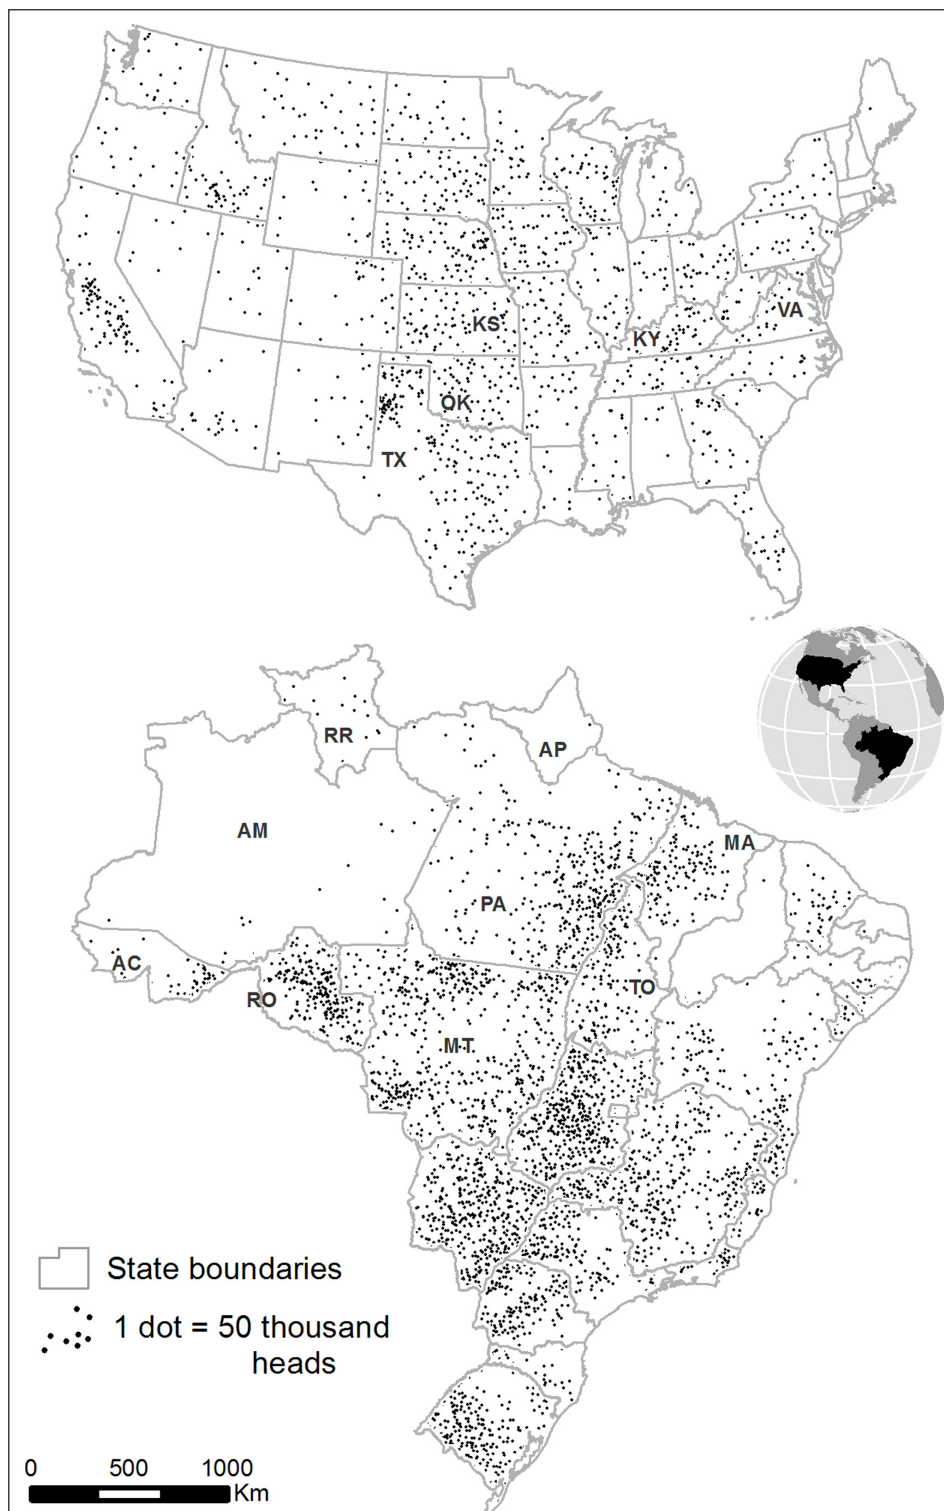 VA
KS
KY
OK
TX
RR
AP
AM
MA
PA
AC
TO
RO
MT
State boundaries
1 dot = 50 thousand
heads
0 500 1000
Km